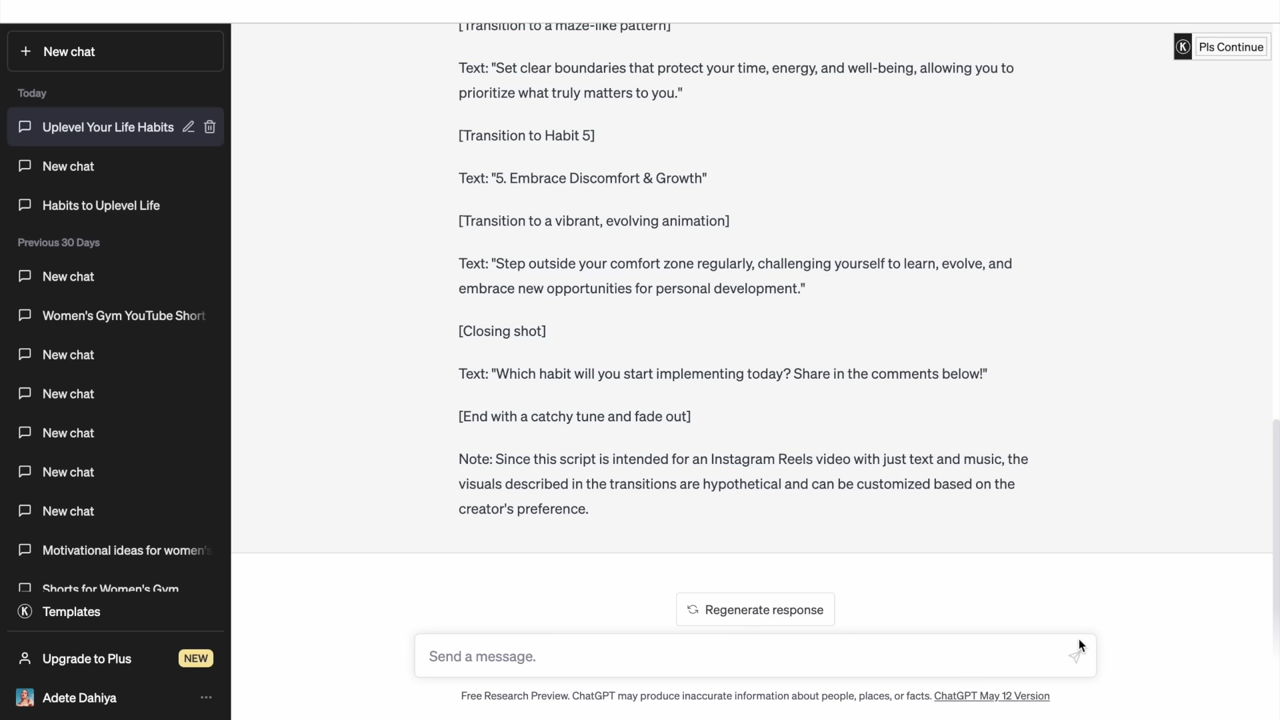 New chat
Today
Uplevel Your Life Habits
New chat
Habits to Uplevel Life
Previous 30 Days
New chat
Women's Gym YouTube Short
New chat
New chat
New chat
New chat
New chat
Motivational ideas for women's
Shorts for Women's Gym
Templates
Upgrade to Plus
NEW
Adete Dahiya
[Transition to a maze-like pattern]
Text: "Set clear boundaries that protect your time, energy, and well-being, allowing you to
prioritize what truly matters to you."
[Transition to Habit 5]
Text: "5. Embrace Discomfort & Growth"
[Transition to a vibrant, evolving animation]
Text: "Step outside your comfort zone regularly, challenging yourself to learn, evolve, and
embrace new opportunities for personal development."
[Closing shot]
Text: "Which habit will you start implementing today? Share in the comments below!"
[End with a catchy tune and fade out]
Note: Since this script is intended for an Instagram Reels video with just text and music, the
visuals described in the transitions are hypothetical and can be customized based on the
creator's preference.
K Pls Continue
Regenerate response
Send a message.
Free Research Preview. ChatGPT may produce inaccurate information about people, places, or facts. ChatGPT May 12 Version